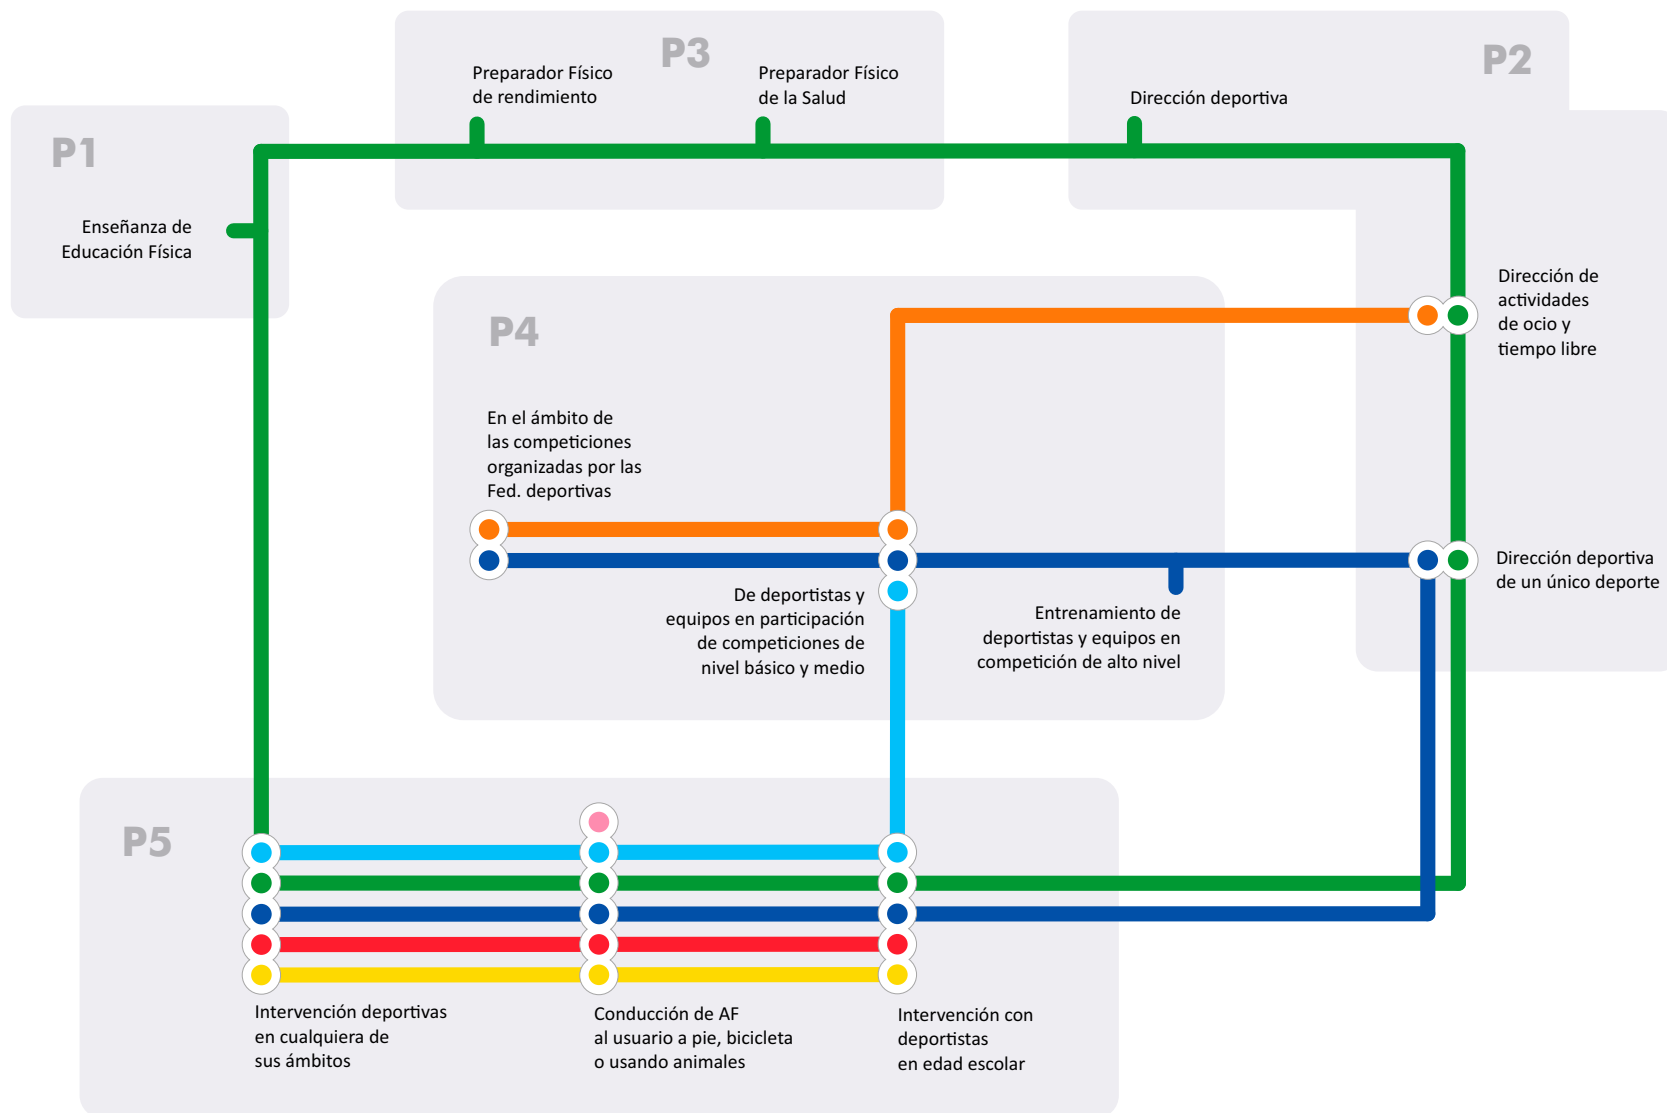 P3
Preparador Físico
de rendimiento
Preparador Físico
de la Salud
P2
Dirección deportiva
P1
Enseñanza de
Educación Física
Dirección de
actividades
de ocio y
tiempo libre
P4
En el ámbito de
las competiciones
organizadas por las
Fed. deportivas
De deportistas y
equipos en participación
de competiciones de
nivel básico y medio
Entrenamiento de
deportistas y equipos en
competición de alto nivel
Dirección deportiva
de un único deporte
P5
Intervención deportivas
en cualquiera de
sus ámbitos
Conducción de AF
al usuario a pie, bicicleta
o usando animales
Intervención con
deportistas
en edad escolar